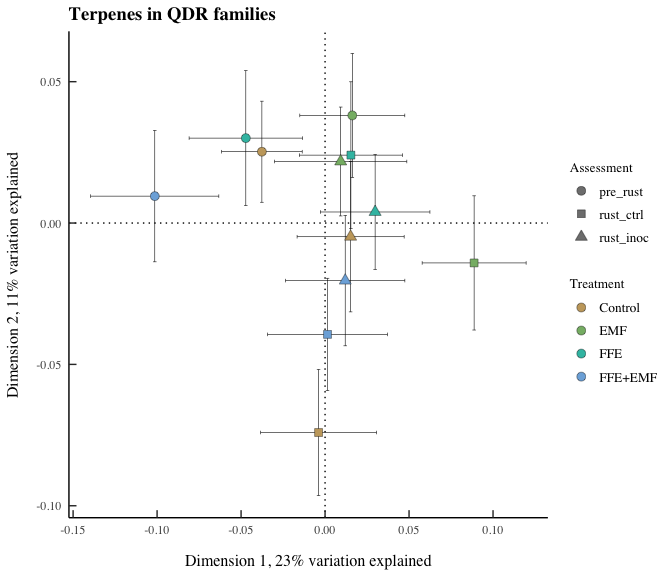 Terpenes in QDR families
Dimension 2, 11% variation explained
0.05
0.00
-0.05
-0.10
-0.15
-0.10
-0.05
0.00
0.05
0.10
Dimension 1, 23% variation explained
Assessment
pre_rust
rust_ctrl
rust_inoc
Treatment
Control
EMF
FFE
FFE+EMF